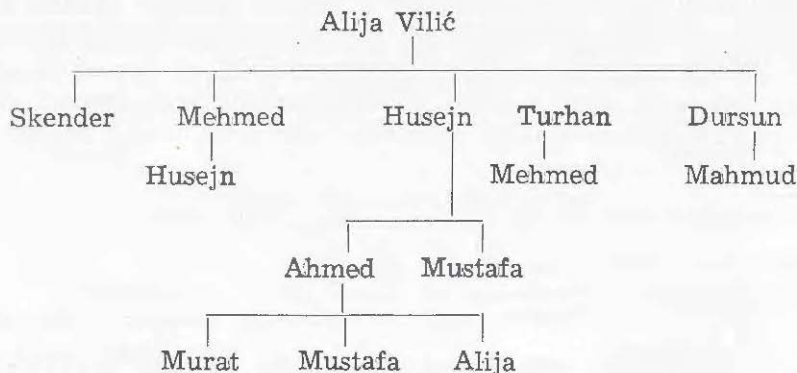 Alija Vilić
Skender Mehmed Husejn Turhan Dursun
Husejn Mehmed Mahmud
Ahmed Mustafa
Murat Mustafa Alija